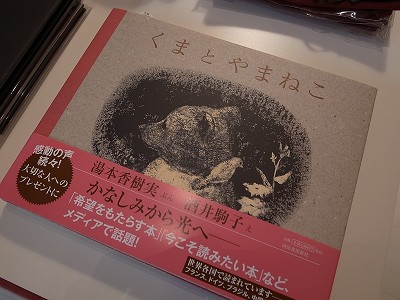 くまとやまねこ
感動の声
続々!
大切な人への
プレゼントに
湯本香樹実 ぶん 酒井駒子 え
かなしみから光へ――
「希望をもたらす本」「今こそ読みたい本」など、
メディアで話題!
世界各国で読まれています
フランス、ドイツ、ブラジル、